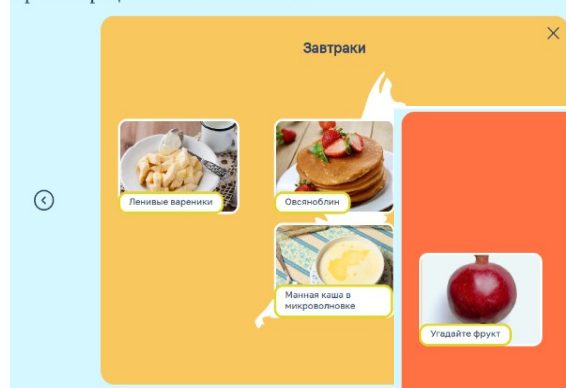 Завтраки
Ленивые вареники
Овсяноблин
Манная каша в
микроволновке
Угадайте фрукт